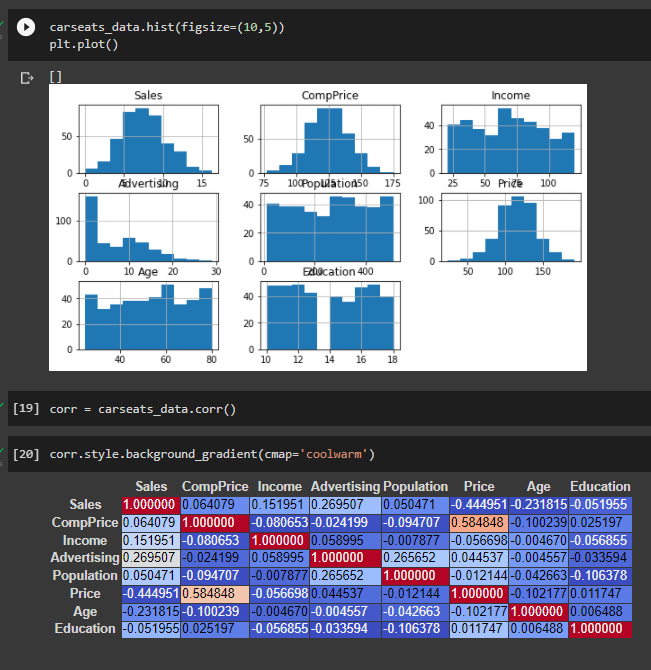 carseats_data.hist(figsize=(10,5))
plt.plot()
[]
Sales CompPrice Income
50 50 40
20
0 0 0
0 5 10 15 75 100 125 150 175 25 50 75 100
Advertising Population Price
100 40 100
20 50
0 0 0
0 10 20 30 0 200 400 50 100 150
Age Education
40 40
20 20
0 0
40 60 80 10 12 14 16 18
[19] corr = carseats_data.corr()
[20] corr.style.background_gradient(cmap='coolwarm')
Sales CompPrice Income Advertising Population Price Age Education
Sales 1.000000 0.064079 0.151951 0.269507 0.050471 -0.444951 -0.231815 -0.051955
CompPrice 0.064079 1.000000 -0.080653 -0.024199 -0.094707 0.584848 -0.100239 0.025197
Income 0.151951 -0.080653 1.000000 0.058995 -0.007877 -0.056698 -0.004670 -0.056855
Advertising 0.269507 -0.024199 0.058995 1.000000 0.265652 0.044537 -0.004557 -0.033594
Population 0.050471 -0.094707 -0.007877 0.265652 1.000000 -0.012144 -0.042663 -0.106378
Price -0.444951 0.584848 -0.056698 0.044537 -0.012144 1.000000 -0.102177 0.011747
Age -0.231815 -0.100239 -0.004670 -0.004557 -0.042663 -0.102177 1.000000 0.006488
Education -0.051955 0.025197 -0.056855 -0.033594 -0.106378 0.011747 0.006488 1.000000